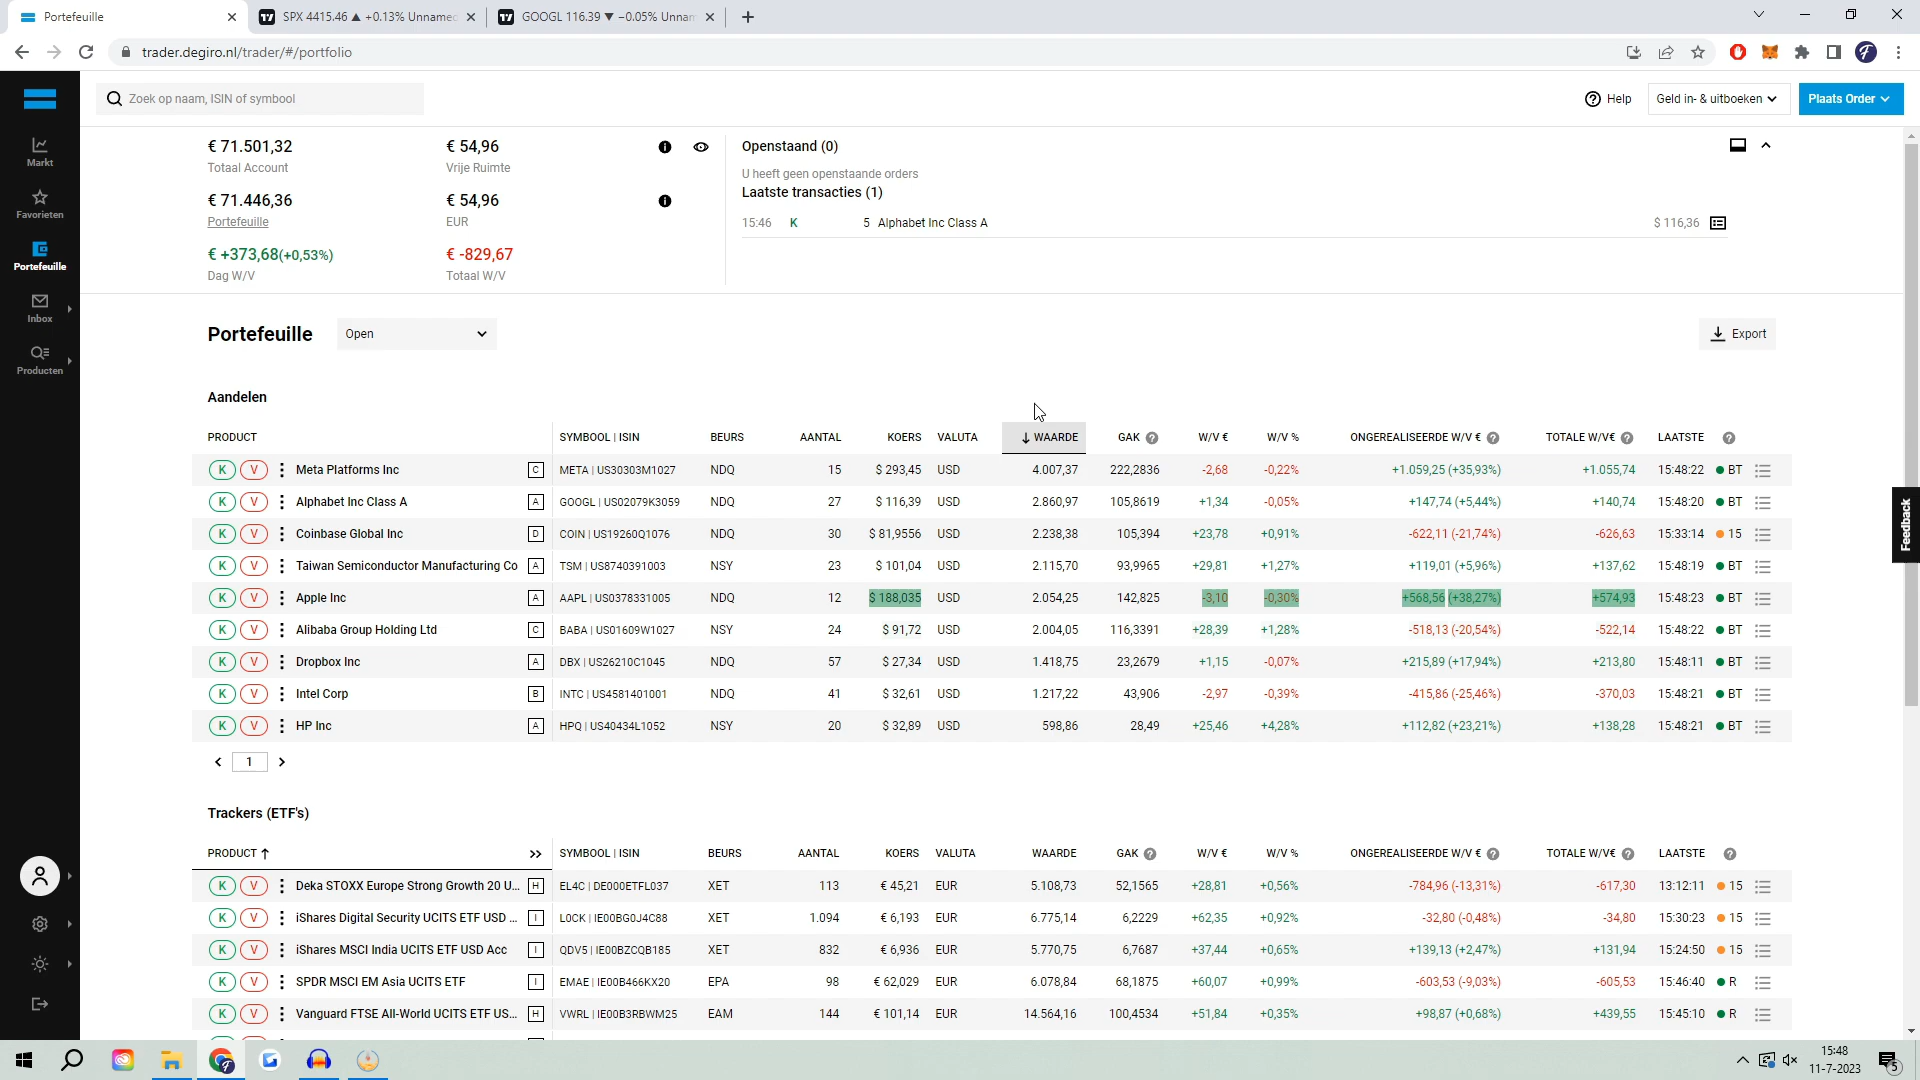 Portefeuille
SPX 4415.46 ▲ +0.13% Unnamed
GOOGL 116.39 ▼ −0.05% Unnam
trader.degiro.nl/trader/#/portfolio
Zoek op naam, ISIN of symbool
Help
Geld in- & uitboeken
Plaats Order
Markt
Favorieten
Portefeuille
Inbox
Producten
€ 71.501,32
Totaal Account
€ 54,96
Vrije Ruimte
€ 71.446,36
Portefeuille
€ 54,96
EUR
€ +373,68(+0,53%)
Dag W/V
€ -829,67
Totaal W/V
Openstaand (0)
U heeft geen openstaande orders
Laatste transacties (1)
15:46 K 5 Alphabet Inc Class A $ 116,36
Portefeuille
Open
Export
Aandelen
PRODUCT SYMBOOL | ISIN BEURS AANTAL KOERS VALUTA ↓ WAARDE GAK ? W/V € W/V % ONGEREALISEERDE W/V € ? TOTALE W/V€ ? LAATSTE ?
K V Meta Platforms Inc C META | US30303M1027 NDQ 15 $ 293,45 USD 4.007,37 222,2836 -2,68 -0,22% +1.059,25 (+35,93%) +1.055,74 15:48:22 BT
K V Alphabet Inc Class A A GOOGL | US02079K3059 NDQ 27 $ 116,39 USD 2.860,97 105,8619 +1,34 -0,05% +147,74 (+5,44%) +140,74 15:48:20 BT
K V Coinbase Global Inc D COIN | US19260Q1076 NDQ 30 $ 81,9556 USD 2.238,38 105,394 +23,78 +0,91% -622,11 (-21,74%) -626,63 15:33:14 15
K V Taiwan Semiconductor Manufacturing Co A TSM | US8740391003 NSY 23 $ 101,04 USD 2.115,70 93,9965 +29,81 +1,27% +119,01 (+5,96%) +137,62 15:48:19 BT
K V Apple Inc A AAPL | US0378331005 NDQ 12 $ 188,035 USD 2.054,25 142,825 -3,10 -0,30% +568,56 (+38,27%) +574,93 15:48:23 BT
K V Alibaba Group Holding Ltd C BABA | US01609W1027 NSY 24 $ 91,72 USD 2.004,05 116,3391 +28,39 +1,28% -518,13 (-20,54%) -522,14 15:48:22 BT
K V Dropbox Inc A DBX | US26210C1045 NDQ 57 $ 27,34 USD 1.418,75 23,2679 +1,15 -0,07% +215,89 (+17,94%) +213,80 15:48:11 BT
K V Intel Corp B INTC | US4581401001 NDQ 41 $ 32,61 USD 1.217,22 43,906 -2,97 -0,39% -415,86 (-25,46%) -370,03 15:48:21 BT
K V HP Inc A HPQ | US40434L1052 NSY 20 $ 32,89 USD 598,86 28,49 +25,46 +4,28% +112,82 (+23,21%) +138,28 15:48:21 BT
1
Feedback
Trackers (ETF's)
PRODUCT ↑ SYMBOOL | ISIN BEURS AANTAL KOERS VALUTA WAARDE GAK ? W/V € W/V % ONGEREALISEERDE W/V € ? TOTALE W/V€ ? LAATSTE ?
K V Deka STOXX Europe Strong Growth 20 U... H EL4C | DE000ETFL037 XET 113 € 45,21 EUR 5.108,73 52,1565 +28,81 +0,56% -784,96 (-13,31%) -617,30 13:12:11 15
K V iShares Digital Security UCITS ETF USD ... I L0CK | IE00BG0J4C88 XET 1.094 € 6,193 EUR 6.775,14 6,2229 +62,35 +0,92% -32,80 (-0,48%) -34,80 15:30:23 15
K V iShares MSCI India UCITS ETF USD Acc I QDV5 | IE00BZCQB185 XET 832 € 6,936 EUR 5.770,75 6,7687 +37,44 +0,65% +139,13 (+2,47%) +131,94 15:24:50 15
K V SPDR MSCI EM Asia UCITS ETF I EMAE | IE00B466KX20 EPA 98 € 62,029 EUR 6.078,84 68,1875 +60,07 +0,99% -603,53 (-9,03%) -605,53 15:46:40 R
K V Vanguard FTSE All-World UCITS ETF US... H VWRL | IE00B3RBWM25 EAM 144 € 101,14 EUR 14.564,16 100,4534 +51,84 +0,35% +98,87 (+0,68%) +439,55 15:45:10 R
15:48
11-7-2023
5